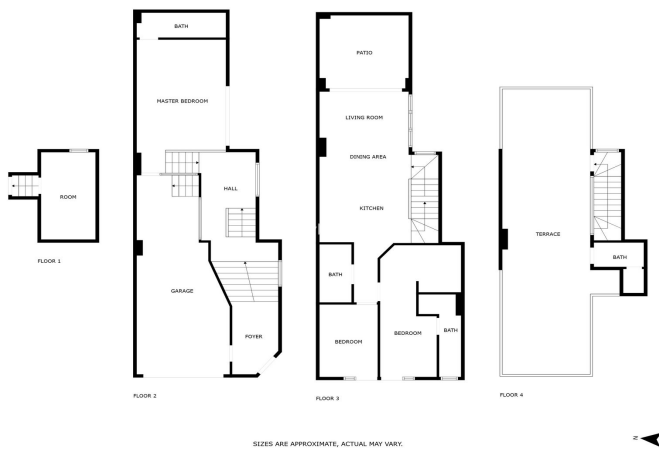 BATH
MASTER BEDROOM
HALL
GARAGE
FOYER
FLOOR 2
ROOM
FLOOR 1
PATIO
LIVING ROOM
DINING AREA
KITCHEN
BATH
BEDROOM
BEDROOM
BATH
FLOOR 3
TERRACE
BATH
FLOOR 4
SIZES ARE APPROXIMATE, ACTUAL MAY VARY.
N